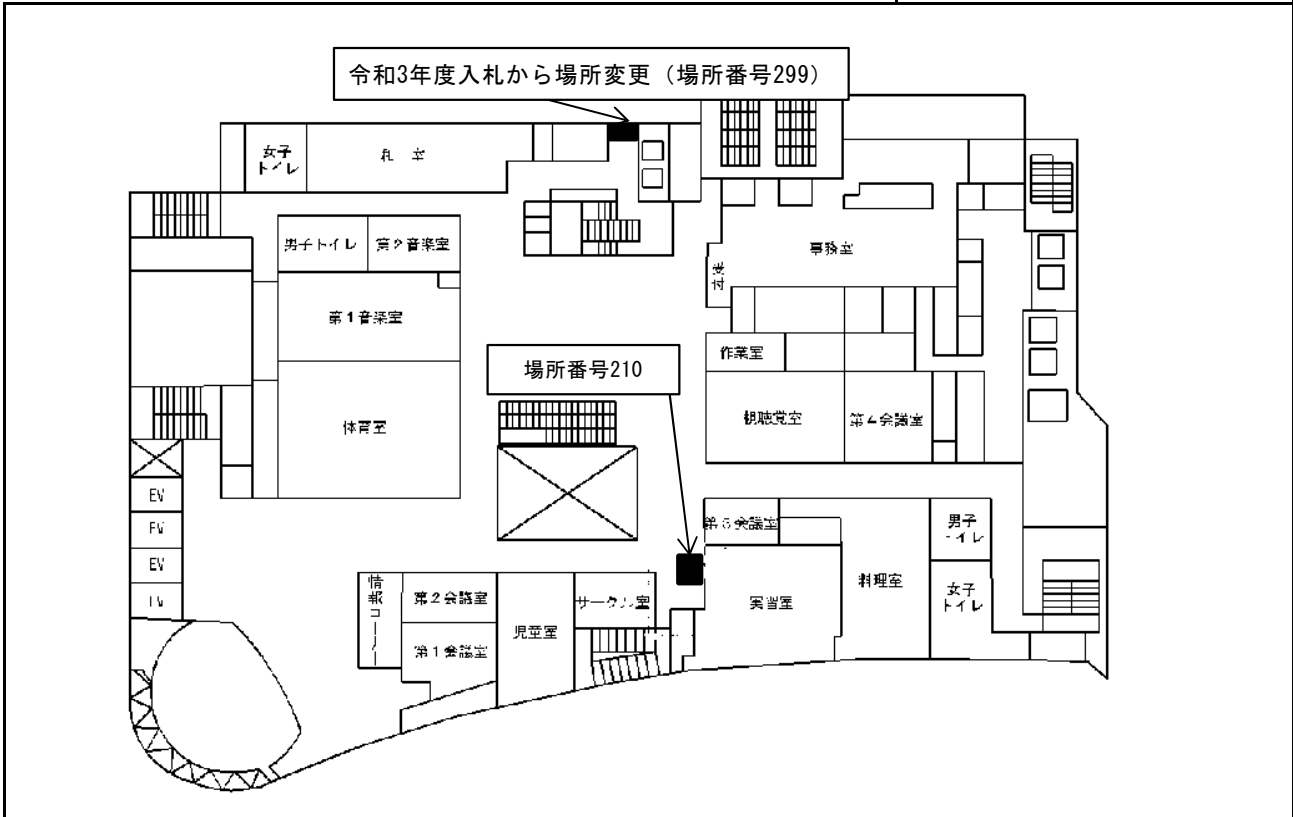 令和3年度入札から場所変更（場所番号299）
女子
トイレ
和 室
男子トイレ
第2音楽室
事務室
第1音楽室
場所番号210
作業室
体育室
視聴覚室
第4会議室
EV
EV
EV
EV
第3会議室
男子
トイレ
料理室
情報コーナー
第2会議室
サークル室
実習室
女子
トイレ
児童室
第1会議室